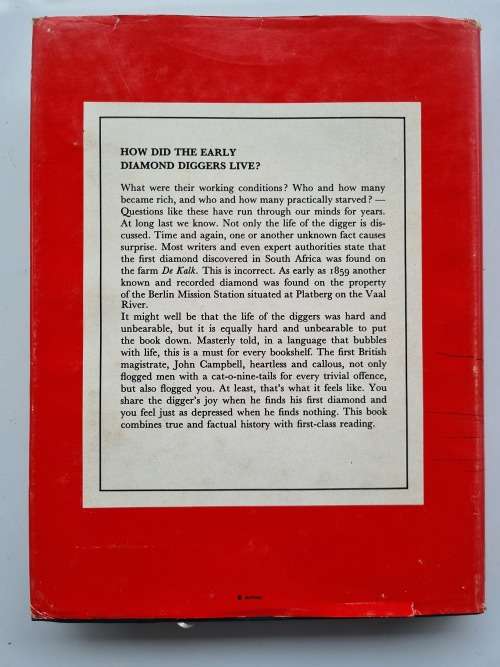 HOW DID THE EARLY
DIAMOND DIGGERS LIVE?
What were their working conditions? Who and how many
became rich, and who and how many practically starved? —
Questions like these have run through our minds for years.
At long last we know. Not only the life of the digger is dis-
cussed. Time and again, one or another unknown fact causes
surprise. Most writers and even expert authorities state that
the first diamond discovered in South Africa was found on
the farm De Kalk. This is incorrect. As early as 1859 another
known and recorded diamond was found on the property
of the Berlin Mission Station situated at Platberg on the Vaal
River.
It might well be that the life of the diggers was hard and
unbearable, but it is equally hard and unbearable to put
the book down. Masterly told, in a language that bubbles
with life, this is a must for every bookshelf. The first British
magistrate, John Campbell, heartless and callous, not only
flogged men with a cat-o-nine-tails for every trivial offence,
but also flogged you. At least, that's what it feels like. You
share the digger's joy when he finds his first diamond and
you feel just as depressed when he finds nothing. This book
combines true and factual history with first-class reading.